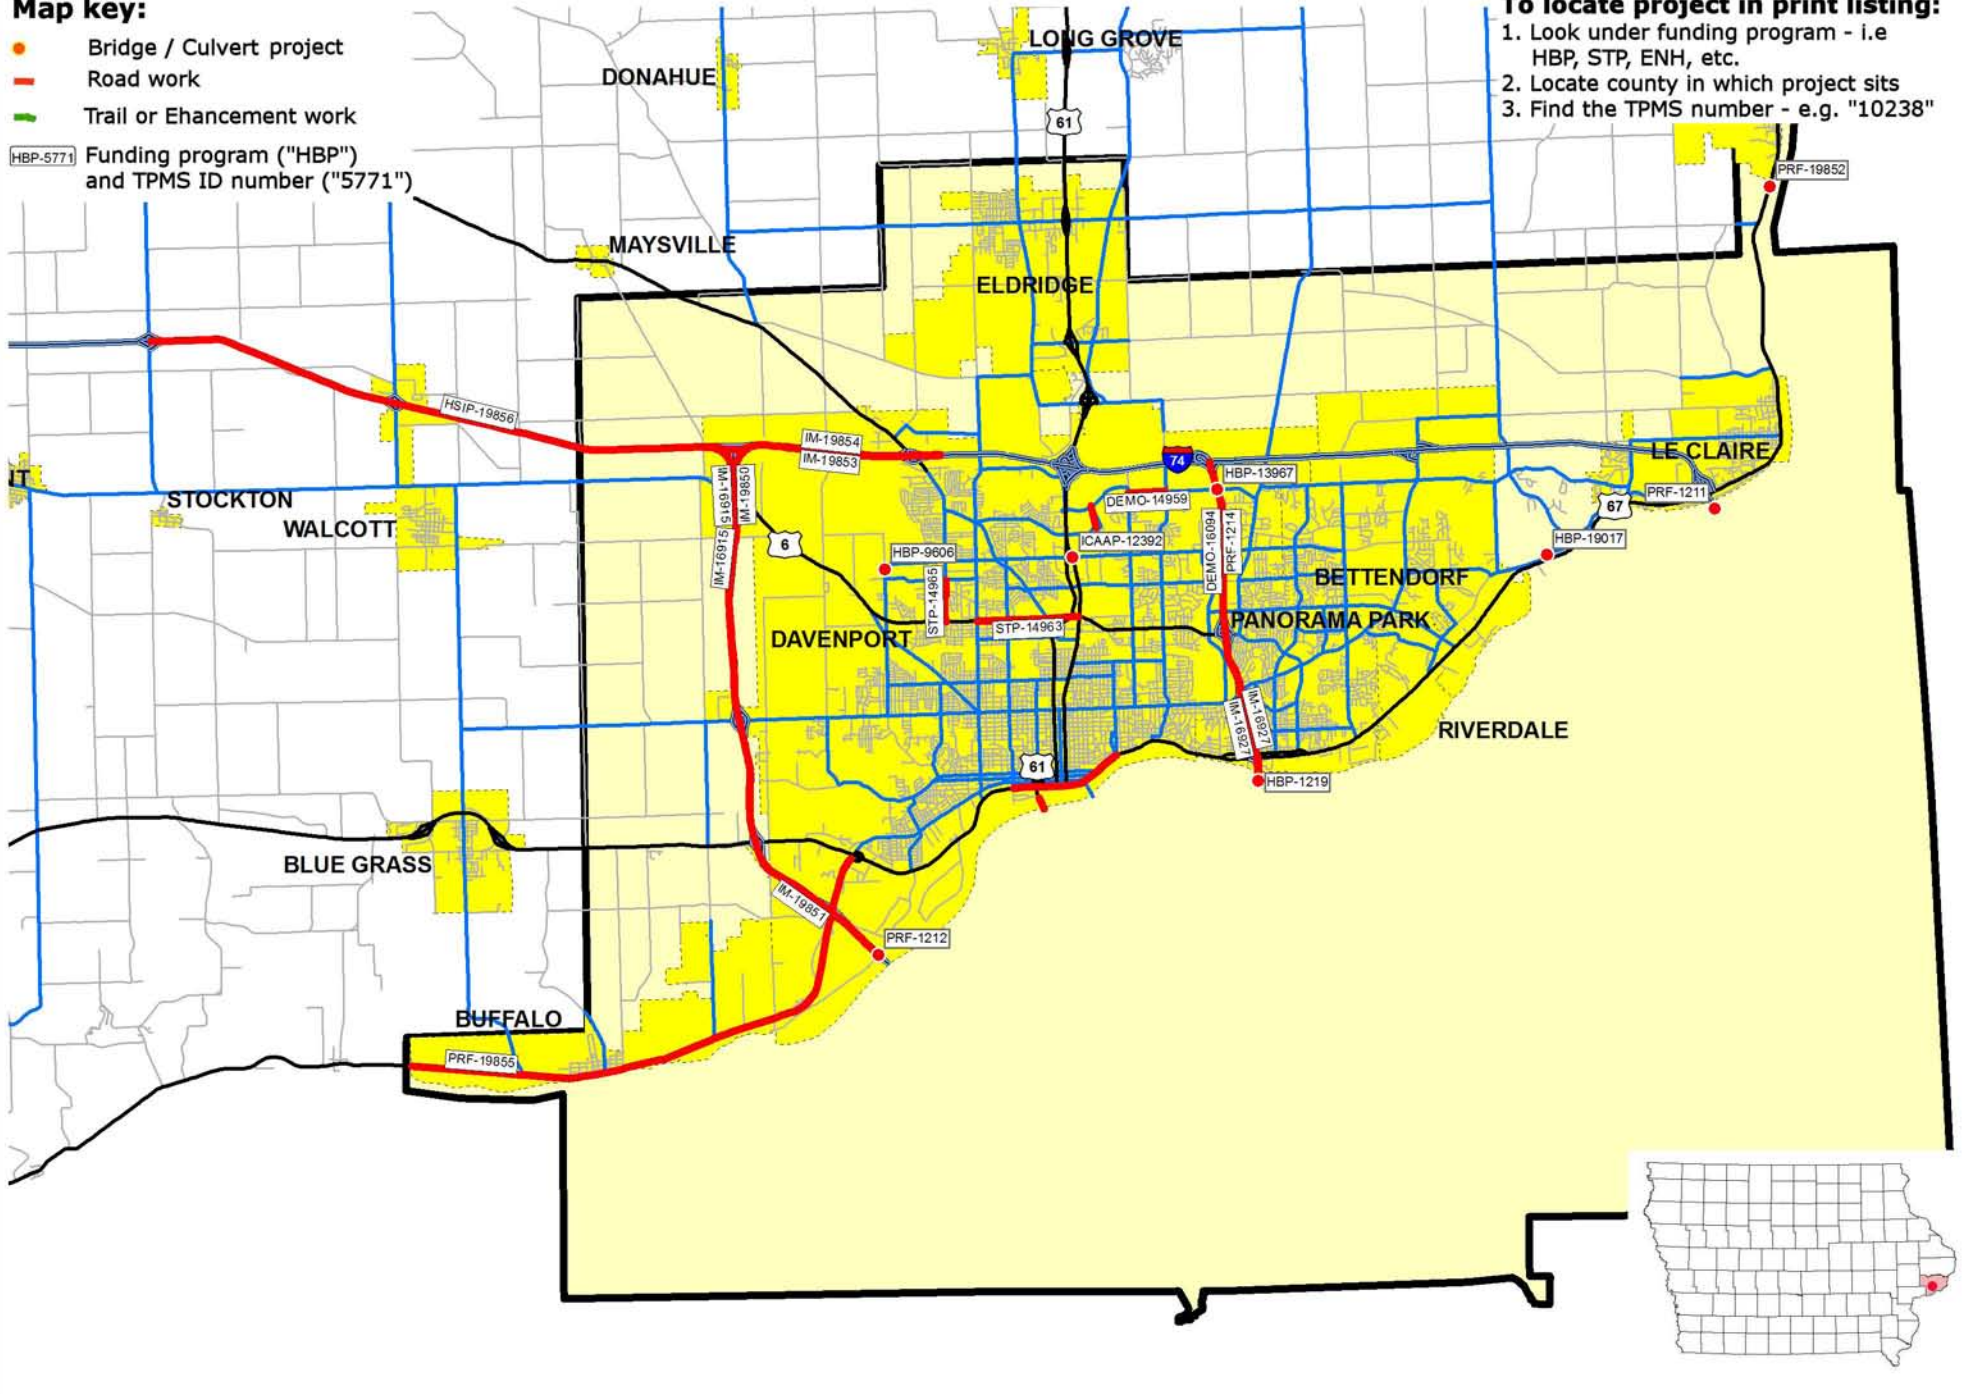 Map key:
Bridge / Culvert project
Road work
Trail or Ehancement work
HBP-5771
Funding program ("HBP")
and TPMS ID number ("5771")
To locate project in print listing:
1. Look under funding program - i.e
HBP, STP, ENH, etc.
2. Locate county in which project sits
3. Find the TPMS number - e.g. "10238"
LONG GROVE
DONAHUE
61
PRF-19852
MAYSVILLE
ELDRIDGE
HSIP-19856
IM-19854
IM-19853
74
HBP-13967
LE CLAIRE
NT
STOCKTON
WALCOTT
IM-16915
IM-19850
DEMO-14959
PRF-1211
67
6
IM-16915
HBP-9606
ICAAP-12392
DEMO-16094
PRF-1214
HBP-19017
STP-14965
BETTENDORF
STP-14963
PANORAMA PARK
DAVENPORT
IM-16927
IM-16927
RIVERDALE
61
HBP-1219
BLUE GRASS
IM-19851
PRF-1212
BUFFALO
PRF-19855